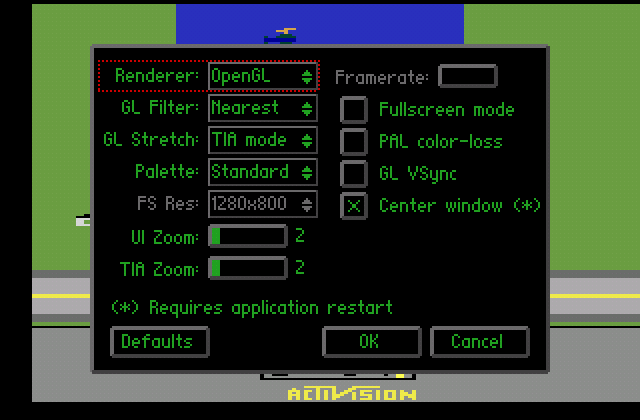 Renderer: OpenGL Framerate:
GL Filter: Nearest Fullscreen mode
GL Stretch: TIA mode PAL color-loss
Palette: Standard GL VSync
FS Res: 1280x800 Center window (*)
UI Zoom: 2
TIA Zoom: 2
(*) Requires application restart
Defaults OK Cancel
ACTIVISION